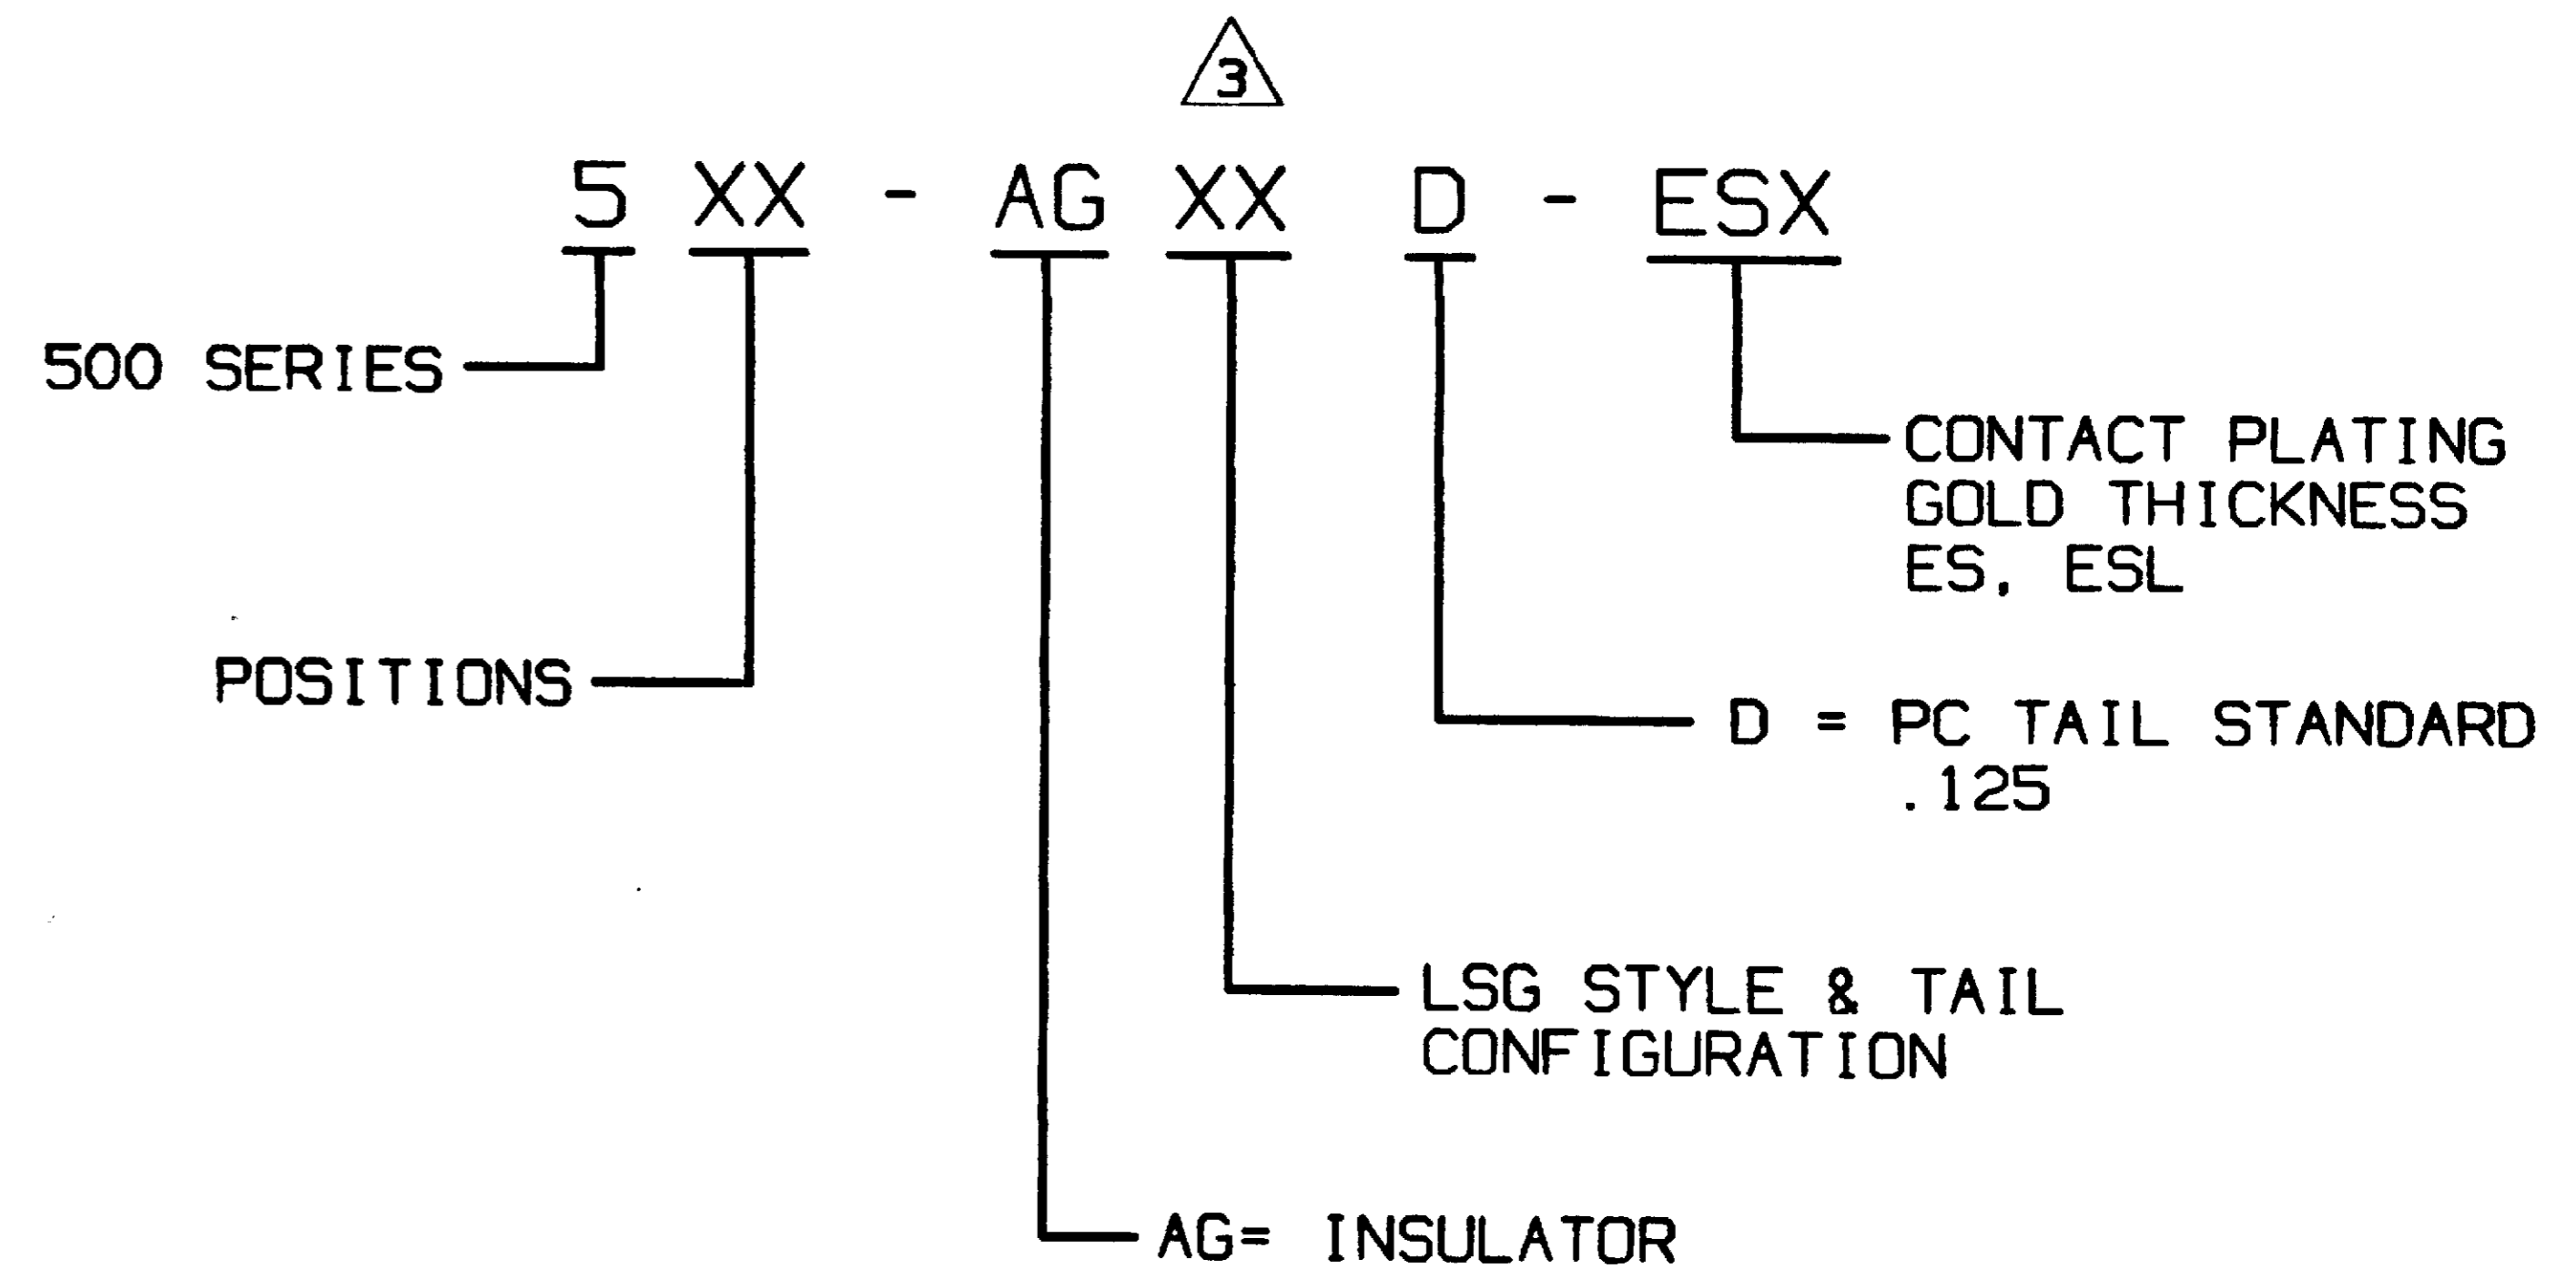 3
5 XX - AG XX D - ESX
500 SERIES
CONTACT PLATING
GOLD THICKNESS
ES, ESL
POSITIONS
D = PC TAIL STANDARD
.125
LSG STYLE & TAIL
CONFIGURATION
AG= INSULATOR